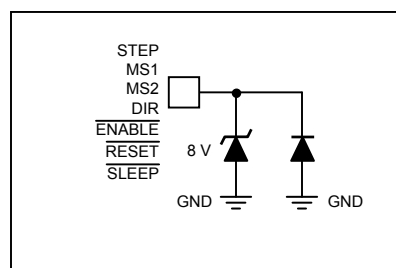 STEP
MS1
MS2
DIR
ENABLE
RESET
SLEEP
8 V
GND
GND